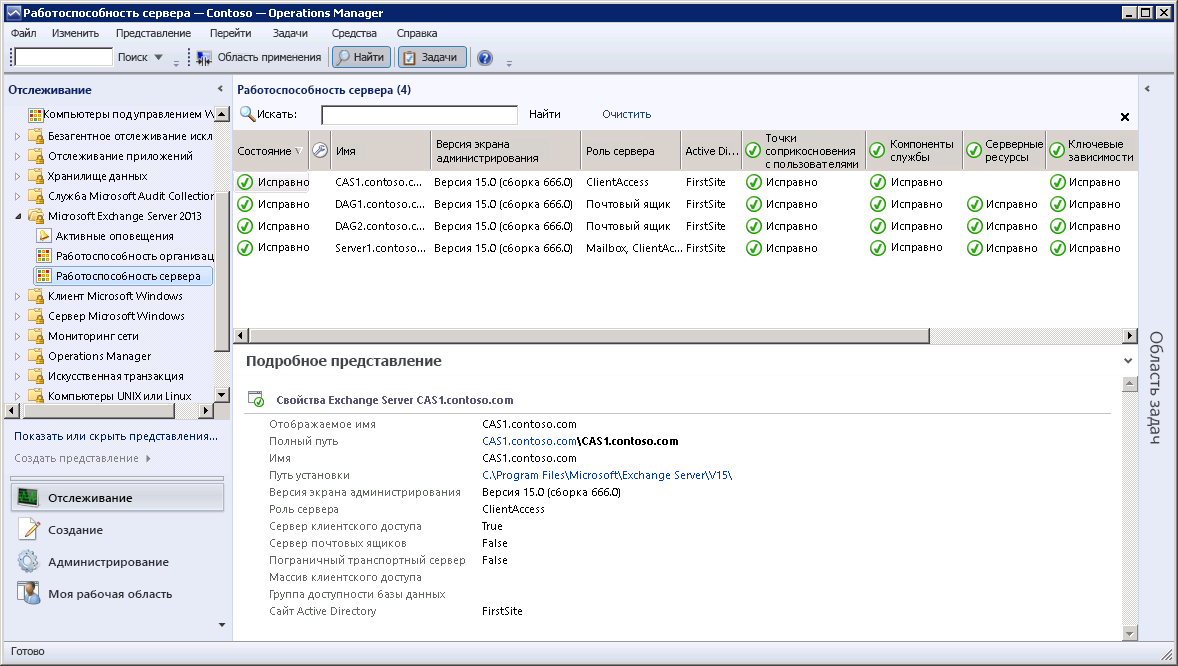 Работоспособность сервера — Contoso — Operations Manager
Файл Изменить Представление Перейти Задачи Средства Справка
Поиск Область применения Найти Задачи
Отслеживание
Компьютеры под управлением W
Безагентное отслеживание искл
Отслеживание приложений
Хранилище данных
Служба Microsoft Audit Collection
Microsoft Exchange Server 2013
Активные оповещения
Работоспособность организац
Работоспособность сервера
Клиент Microsoft Windows
Сервер Microsoft Windows
Мониторинг сети
Operations Manager
Искусственная транзакция
Компьютеры UNIX или Linux
Показать или скрыть представления...
Создать представление
Отслеживание
Создание
Администрирование
Моя рабочая область
Работоспособность сервера (4)
Искать: Найти Очистить
Состояние Имя Версия экрана администрирования Роль сервера Active Di... Точки соприкосновения с пользователями Компоненты службы Серверные ресурсы Ключевые зависимости
Исправно CAS1.contoso.c... Версия 15.0 (сборка 666.0) ClientAccess FirstSite Исправно Исправно Исправно
Исправно DAG1.contoso.c... Версия 15.0 (сборка 666.0) Почтовый ящик FirstSite Исправно Исправно Исправно Исправно
Исправно DAG2.contoso.c... Версия 15.0 (сборка 666.0) Почтовый ящик FirstSite Исправно Исправно Исправно Исправно
Исправно Server1.contoso... Версия 15.0 (сборка 666.0) Mailbox, ClientAc... FirstSite Исправно Исправно Исправно Исправно
Подробное представление
Свойства Exchange Server CAS1.contoso.com
Отображаемое имя CAS1.contoso.com
Полный путь CAS1.contoso.com\CAS1.contoso.com
Имя CAS1.contoso.com
Путь установки C:\Program Files\Microsoft\Exchange Server\V15\
Версия экрана администрирования Версия 15.0 (сборка 666.0)
Роль сервера ClientAccess
Сервер клиентского доступа True
Сервер почтовых ящиков False
Пограничный транспортный сервер False
Массив клиентского доступа
Группа доступности базы данных
Сайт Active Directory FirstSite
Область задач
Готово